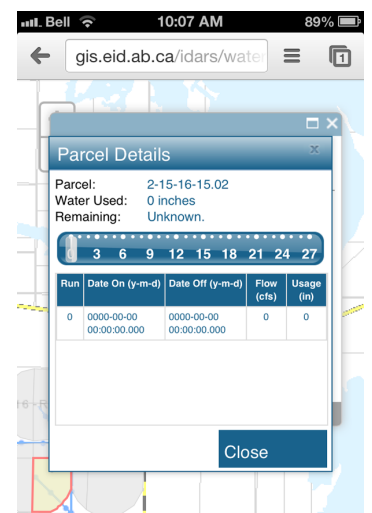 Bell 10:07 AM 89%
gis.eid.ab.ca/idars/water 1
Parcel Details x
Parcel: 2-15-16-15.02
Water Used: 0 inches
Remaining: Unknown.
0 3 6 9 12 15 18 21 24 27
Run Date On (y-m-d) Date Off (y-m-d) Flow (cfs) Usage (in)
0 0000-00-00 0000-00-00 0 0
00:00:00.000 00:00:00.000
Close